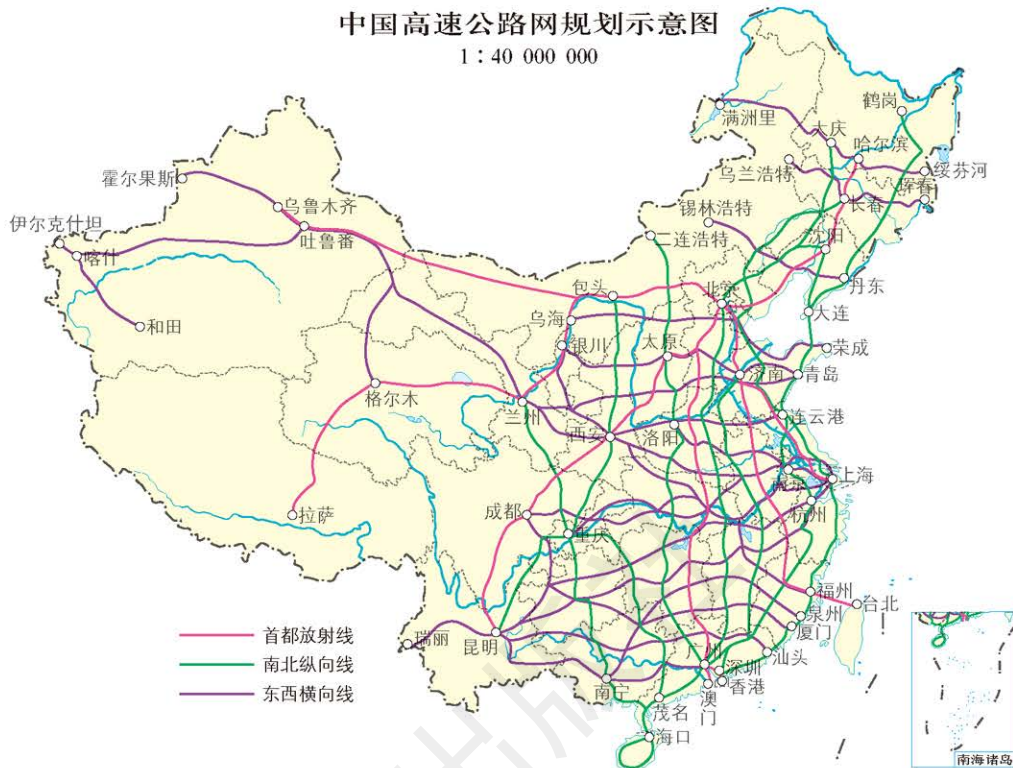 中国高速公路网规划示意图
1∶40 000 000
鹤岗
满洲里
大庆
哈尔滨
绥芬河
乌兰浩特
珲春
长春
霍尔果斯
乌鲁木齐
锡林浩特
伊尔克什坦
吐鲁番
二连浩特
沈阳
喀什
丹东
包头
北京
大连
和田
乌海
银川
太原
荣成
济南
青岛
格尔木
兰州
连云港
西安
洛阳
上海
南京
拉萨
成都
杭州
重庆
福州
台北
泉州
首都放射线
瑞丽
昆明
厦门
南北纵向线
广州
汕头
深圳
东西横向线
南宁
香港
澳门
茂名
海口
南海诸岛